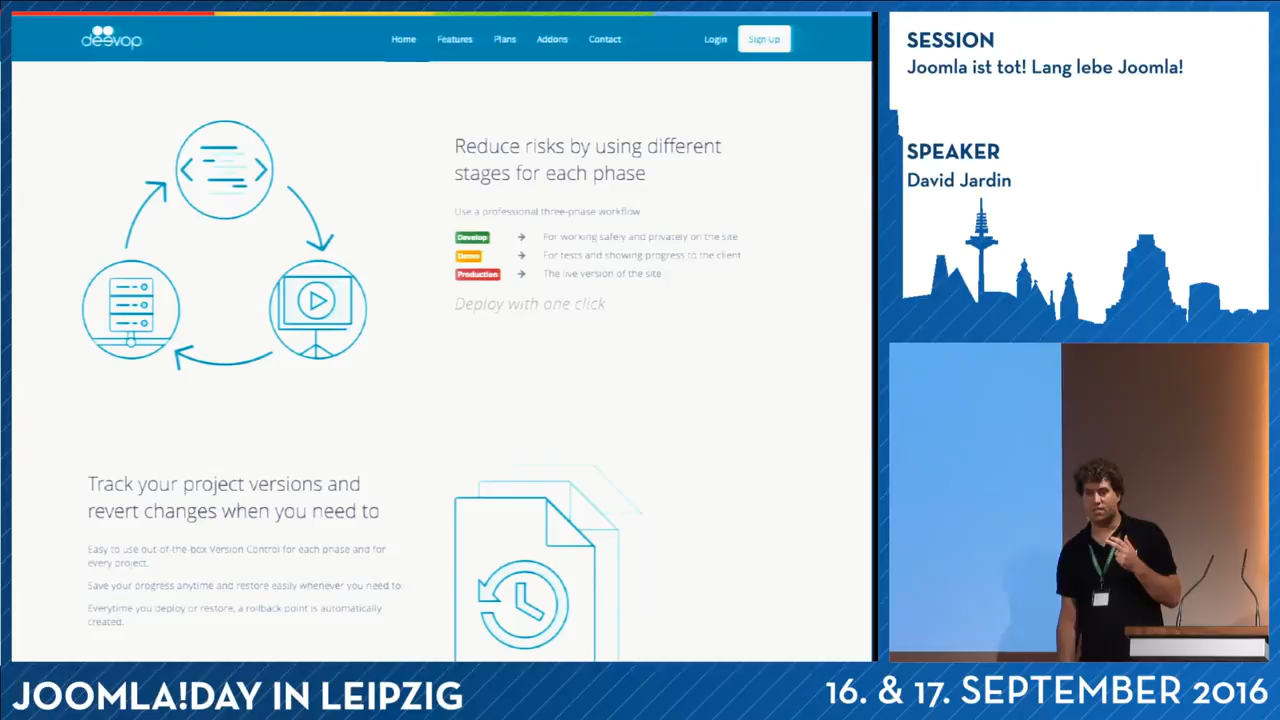 deevop
Home Features Plans Addons Contact Login Sign Up
Reduce risks by using different
stages for each phase
Use a professional three-phase workflow
Develop → For working safely and privately on the site
Demo → For tests and showing progress to the client
Production → The live version of the site
Deploy with one click
Track your project versions and
revert changes when you need to
Easy to use out-of-the-box Version Control for each phase and for
every project.
Save your progress anytime and restore easily whenever you need to.
Everytime you deploy or restore, a rollback point is automatically
created.
SESSION
Joomla ist tot! Lang lebe Joomla!
SPEAKER
David Jardin
JOOMLA!DAY IN LEIPZIG
16. & 17. SEPTEMBER 2016